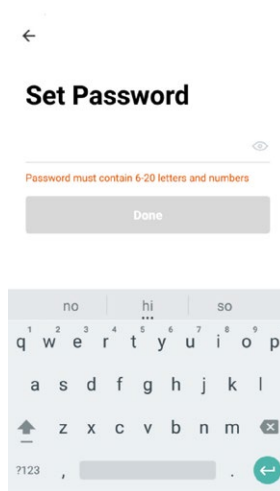 Set Password
Password must contain 6-20 letters and numbers
Done
no hi so
1 2 3 4 5 6 7 8 9
q w e r t y u i o p
a s d f g h j k l
z x c v b n m
?123 , .